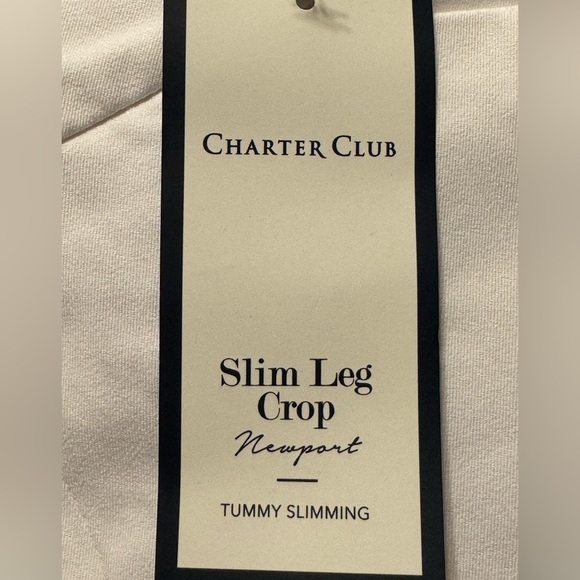 CHARTER CLUB
Slim Leg
Crop
Newport
TUMMY SLIMMING